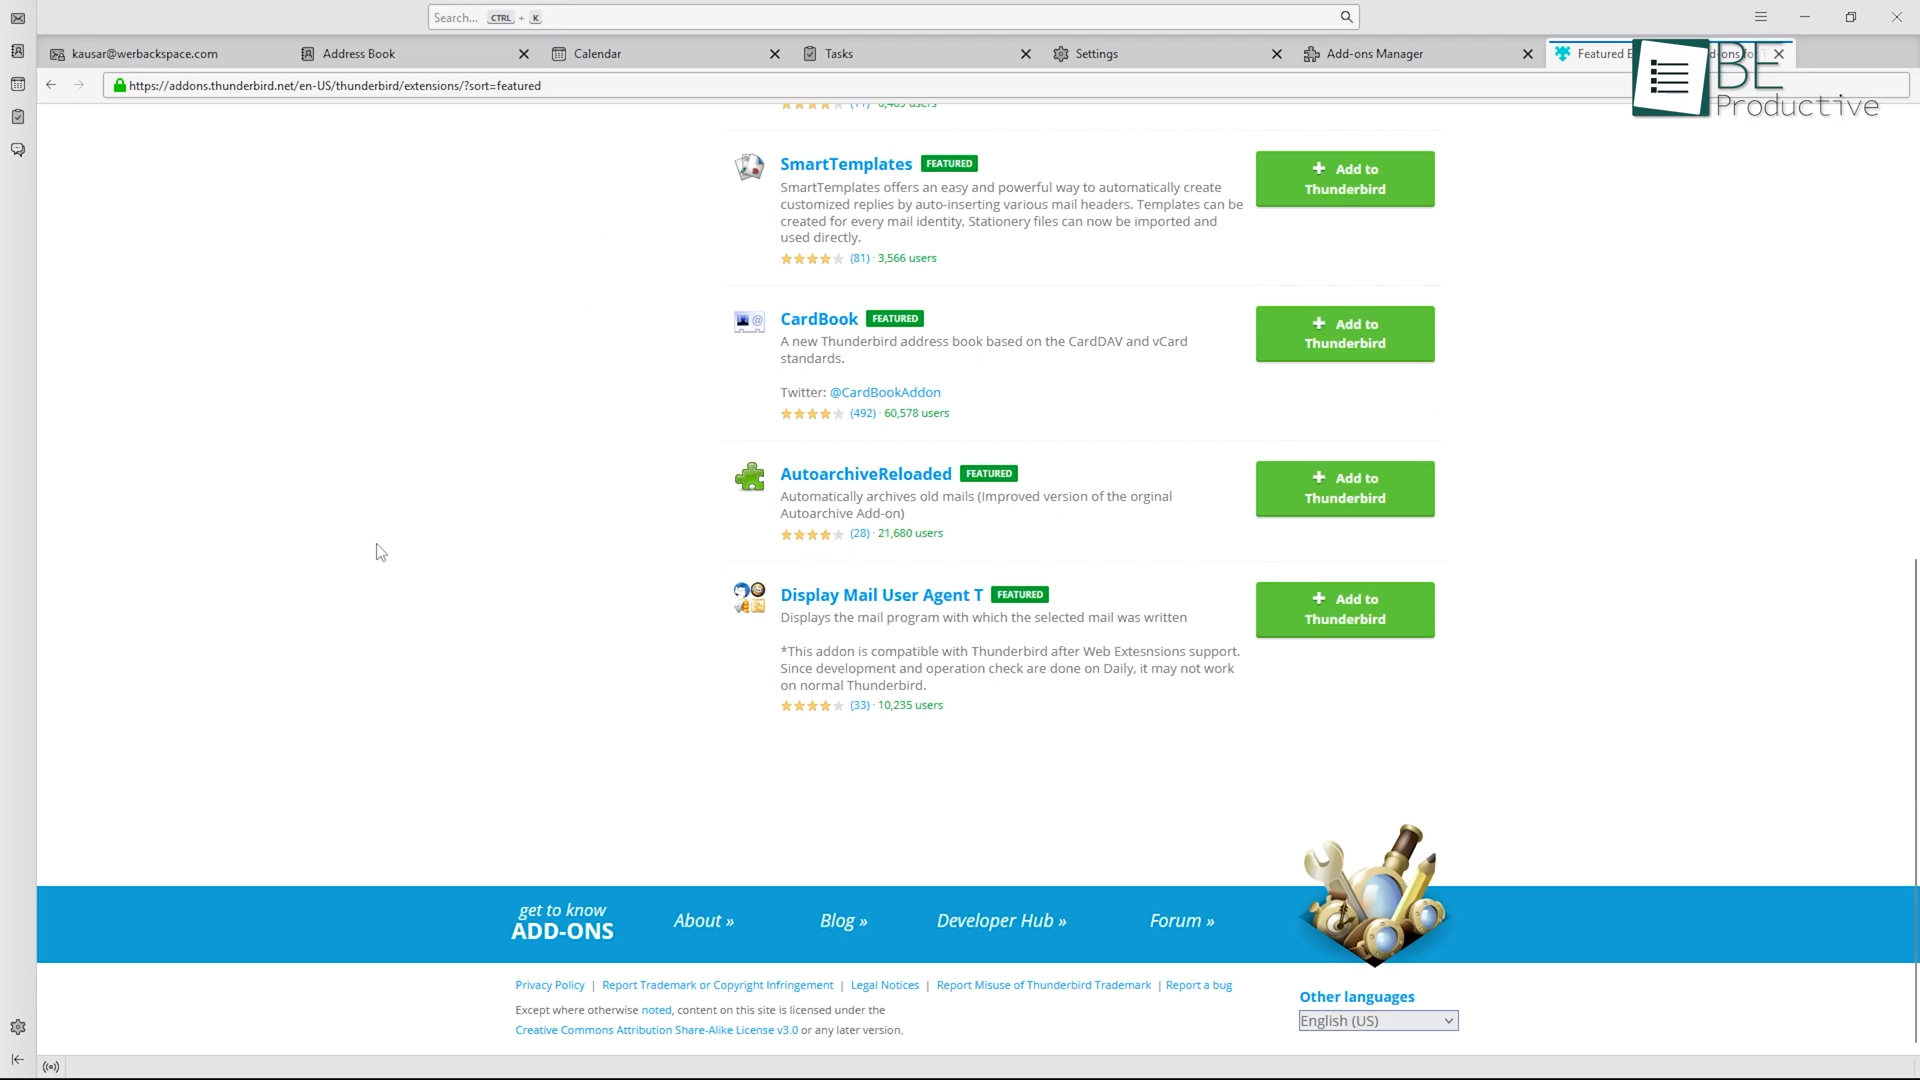 Search... CTRL + K
kausar@werbackspace.com
Address Book
Calendar
Tasks
Settings
Add-ons Manager
Featured
BE
Productive
https://addons.thunderbird.net/en-US/thunderbird/extensions/?sort=featured
SmartTemplates FEATURED
SmartTemplates offers an easy and powerful way to automatically create
customized replies by auto-inserting various mail headers. Templates can be
created for every mail identity, Stationery files can now be imported and
used directly.
(81) · 3,566 users
+ Add to
Thunderbird
CardBook FEATURED
A new Thunderbird address book based on the CardDAV and vCard
standards.
Twitter: @CardBookAddon
(492) · 60,578 users
+ Add to
Thunderbird
AutoarchiveReloaded FEATURED
Automatically archives old mails (Improved version of the orginal
Autoarchive Add-on)
(28) · 21,680 users
+ Add to
Thunderbird
Display Mail User Agent T FEATURED
Displays the mail program with which the selected mail was written
*This addon is compatible with Thunderbird after Web Extesnsions support.
Since development and operation check are done on Daily, it may not work
on normal Thunderbird.
(33) · 10,235 users
+ Add to
Thunderbird
get to know
ADD-ONS
About »
Blog »
Developer Hub »
Forum »
Privacy Policy | Report Trademark or Copyright Infringement | Legal Notices | Report Misuse of Thunderbird Trademark | Report a bug
Except where otherwise noted, content on this site is licensed under the
Creative Commons Attribution Share-Alike License v3.0 or any later version.
Other languages
English (US)